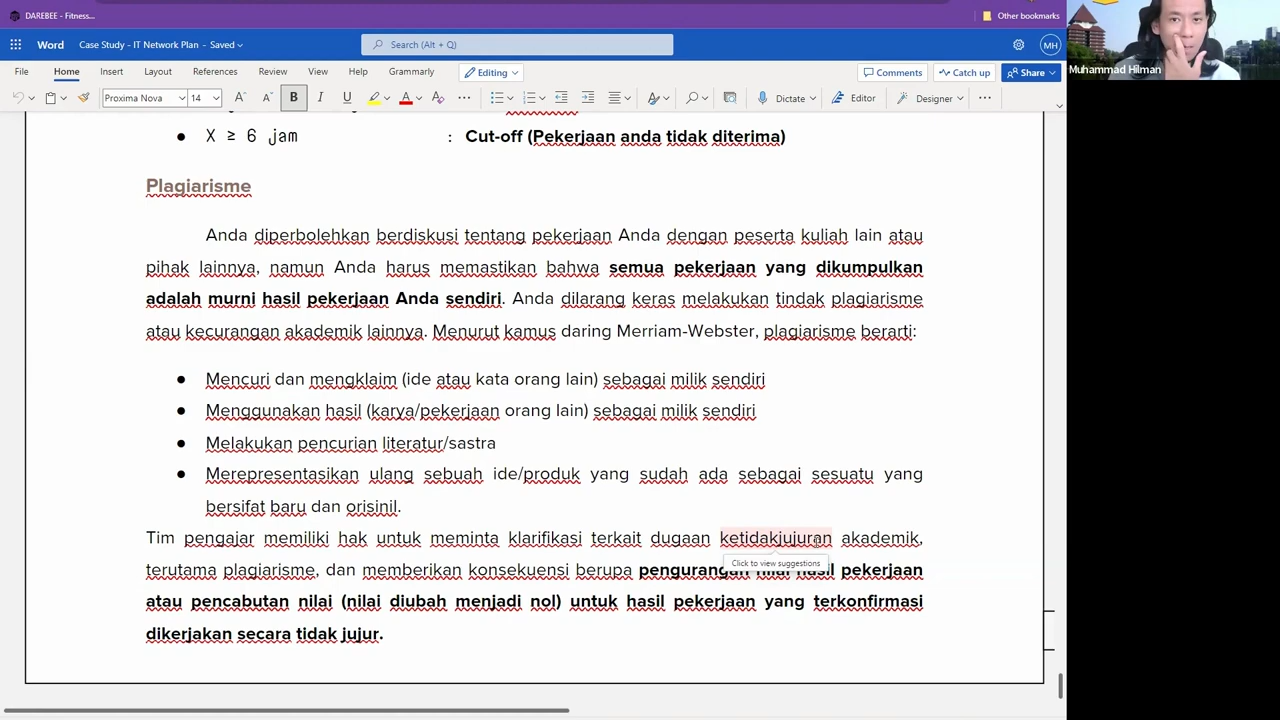 DAREBEE - Fitness...
Other bookmarks
Word
Case Study - IT Network Plan - Saved
Search (Alt + Q)
MH
Muhammad Hilman
File
Home
Insert
Layout
References
Review
View
Help
Grammarly
Editing
Comments
Catch up
Share
Proxima Nova
14
Dictate
Editor
Designer
● X ≥ 6 jam : Cut-off (Pekerjaan anda tidak diterima)
Plagiarisme
Anda diperbolehkan berdiskusi tentang pekerjaan Anda dengan peserta kuliah lain atau
pihak lainnya, namun Anda harus memastikan bahwa semua pekerjaan yang dikumpulkan
adalah murni hasil pekerjaan Anda sendiri. Anda dilarang keras melakukan tindak plagiarisme
atau kecurangan akademik lainnya. Menurut kamus daring Merriam-Webster, plagiarisme berarti:
● Mencuri dan mengklaim (ide atau kata orang lain) sebagai milik sendiri
● Menggunakan hasil (karya/pekerjaan orang lain) sebagai milik sendiri
● Melakukan pencurian literatur/sastra
● Merepresentasikan ulang sebuah ide/produk yang sudah ada sebagai sesuatu yang
bersifat baru dan orisinil.
Tim pengajar memiliki hak untuk meminta klarifikasi terkait dugaan ketidakjujuran akademik,
Click to view suggestions
terutama plagiarisme, dan memberikan konsekuensi berupa pengurangan nilai hasil pekerjaan
atau pencabutan nilai (nilai diubah menjadi nol) untuk hasil pekerjaan yang terkonfirmasi
dikerjakan secara tidak jujur.